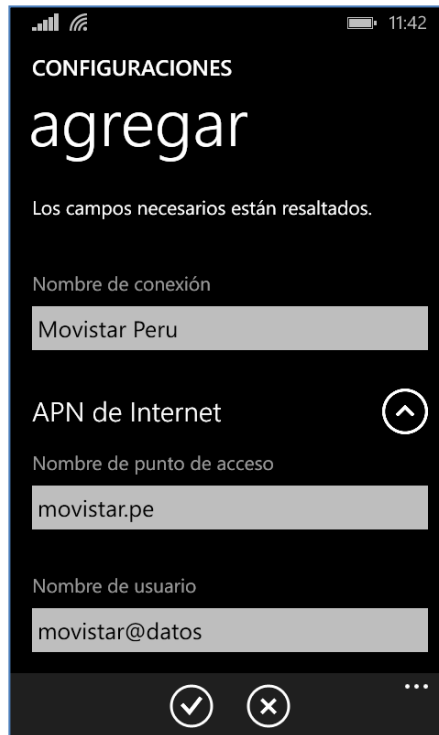 11:42
CONFIGURACIONES
agregar
Los campos necesarios están resaltados.
Nombre de conexión
Movistar Peru
APN de Internet
Nombre de punto de acceso
movistar.pe
Nombre de usuario
movistar@datos